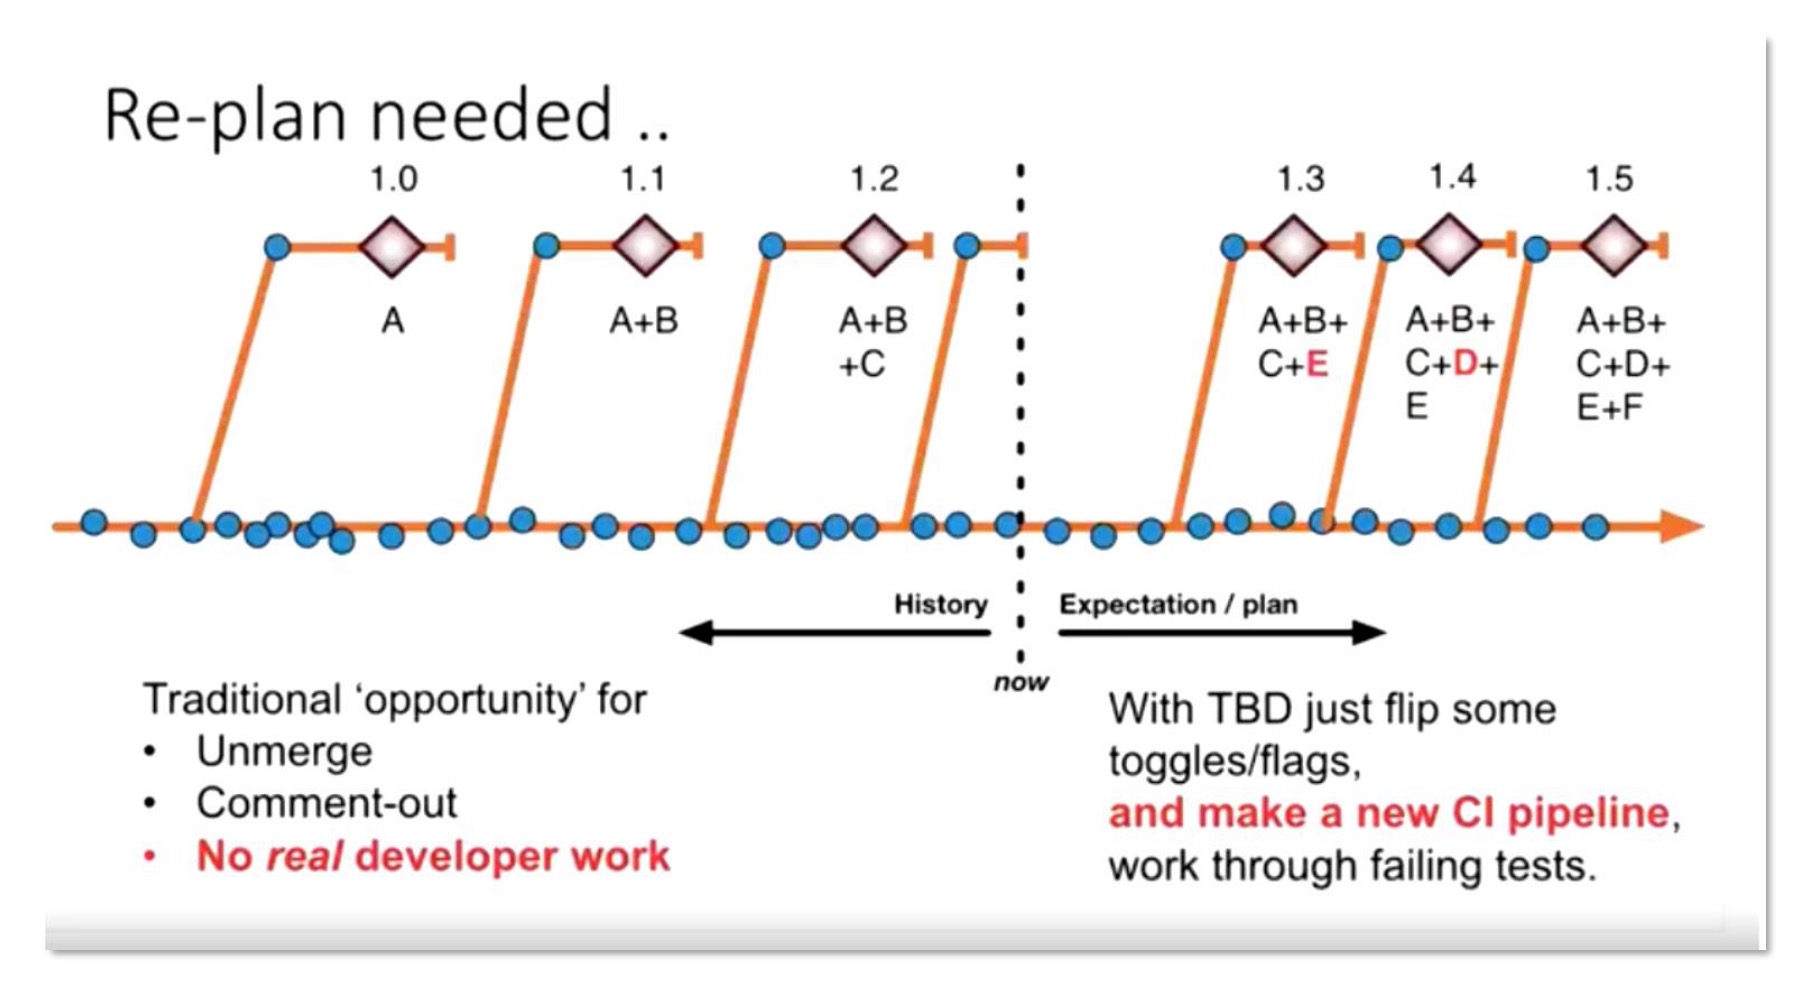 Re-plan needed ..
1.0
1.1
1.2
1.3
1.4
1.5
A
A+B
A+B
+C
A+B+
C+E
A+B+
C+D+
E
A+B+
C+D+
E+F
History
Expectation / plan
now
Traditional ‘opportunity’ for
• Unmerge
• Comment-out
• No real developer work
With TBD just flip some
toggles/flags,
and make a new CI pipeline,
work through failing tests.